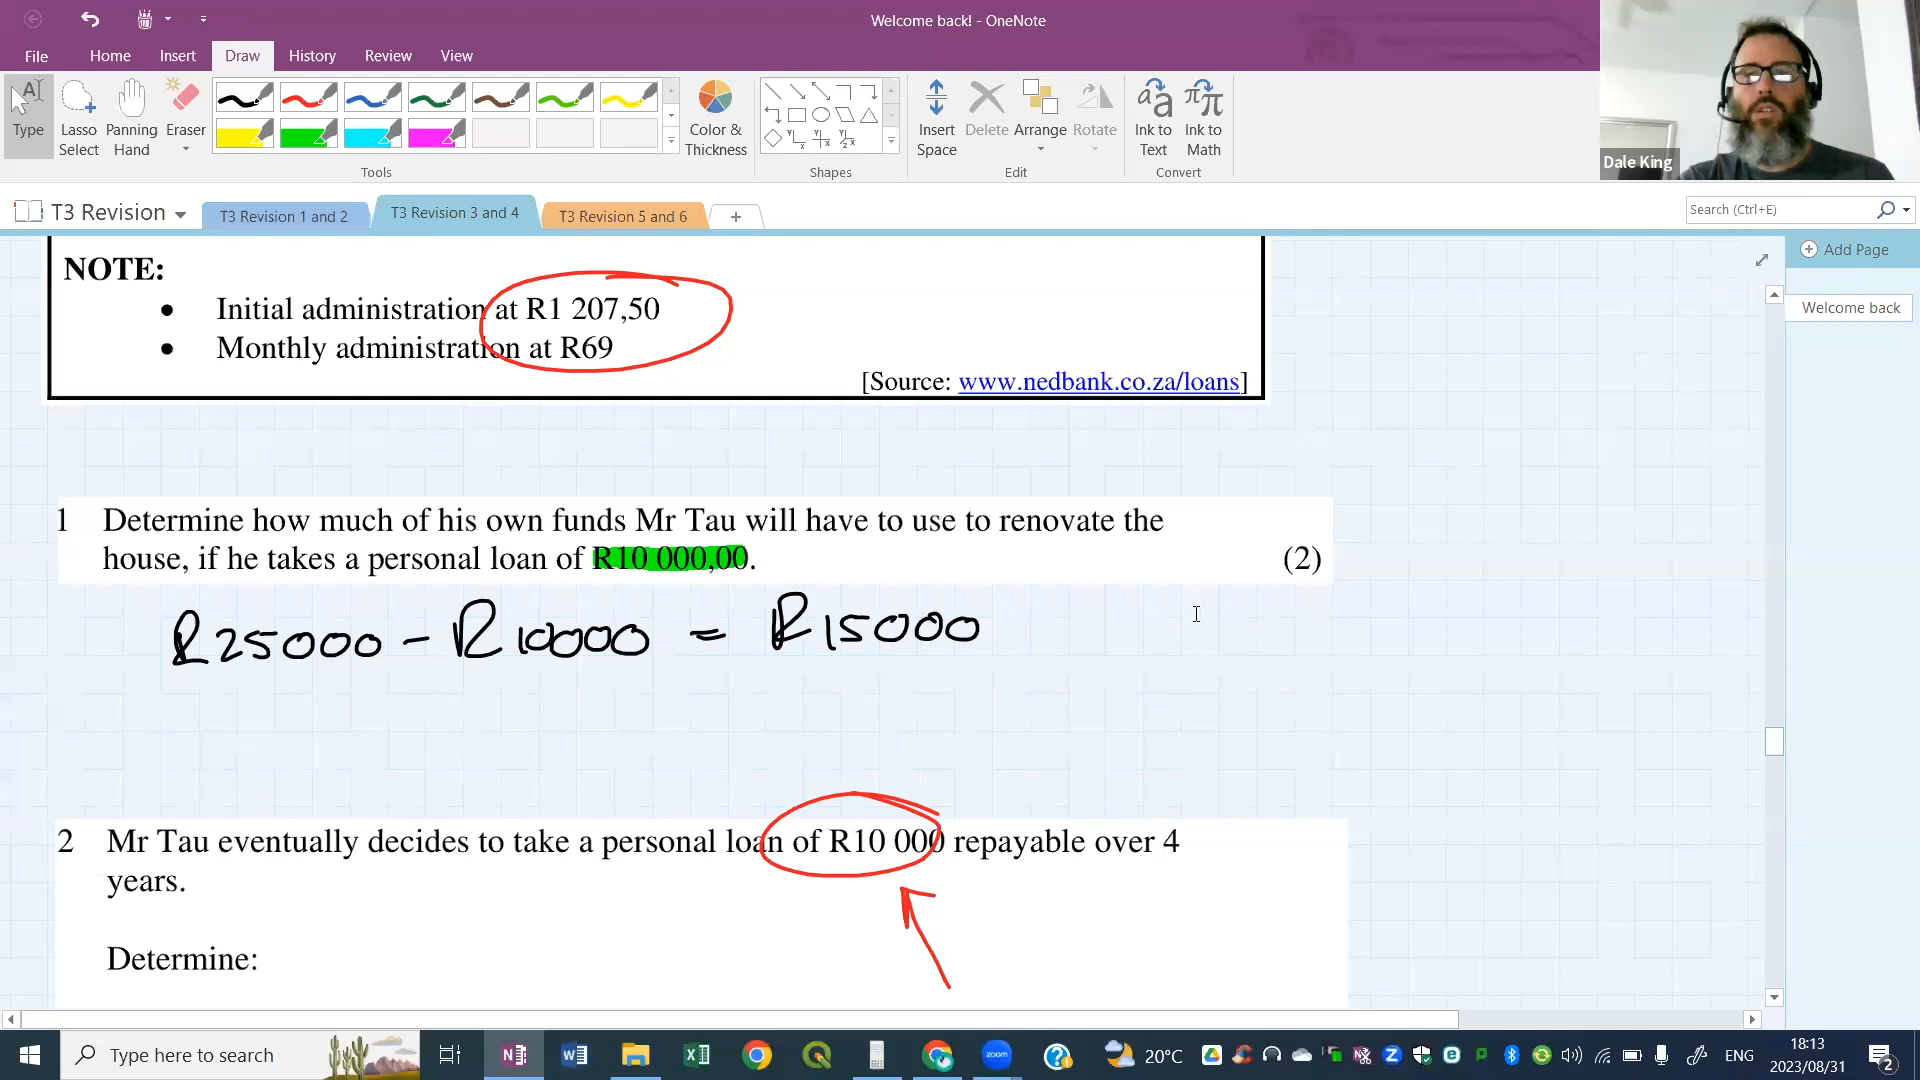 Welcome back! - OneNote
File
Home
Insert
Draw
History
Review
View
Type
Lasso Select
Panning Hand
Eraser
Color & Thickness
Insert Space
Delete
Arrange
Rotate
Ink to Text
Ink to Math
Tools
Shapes
Edit
Convert
Dale King
T3 Revision
T3 Revision 1 and 2
T3 Revision 3 and 4
T3 Revision 5 and 6
Search (Ctrl+E)
Add Page
Welcome back
NOTE:
• Initial administration at R1 207,50
• Monthly administration at R69
[Source: www.nedbank.co.za/loans]
1 Determine how much of his own funds Mr Tau will have to use to renovate the
house, if he takes a personal loan of R10 000,00. (2)
R25000 - R10000 = R15000
2 Mr Tau eventually decides to take a personal loan of R10 000 repayable over 4
years.
Determine:
Type here to search
zoom
20°C
ENG
18:13
2023/08/31
2